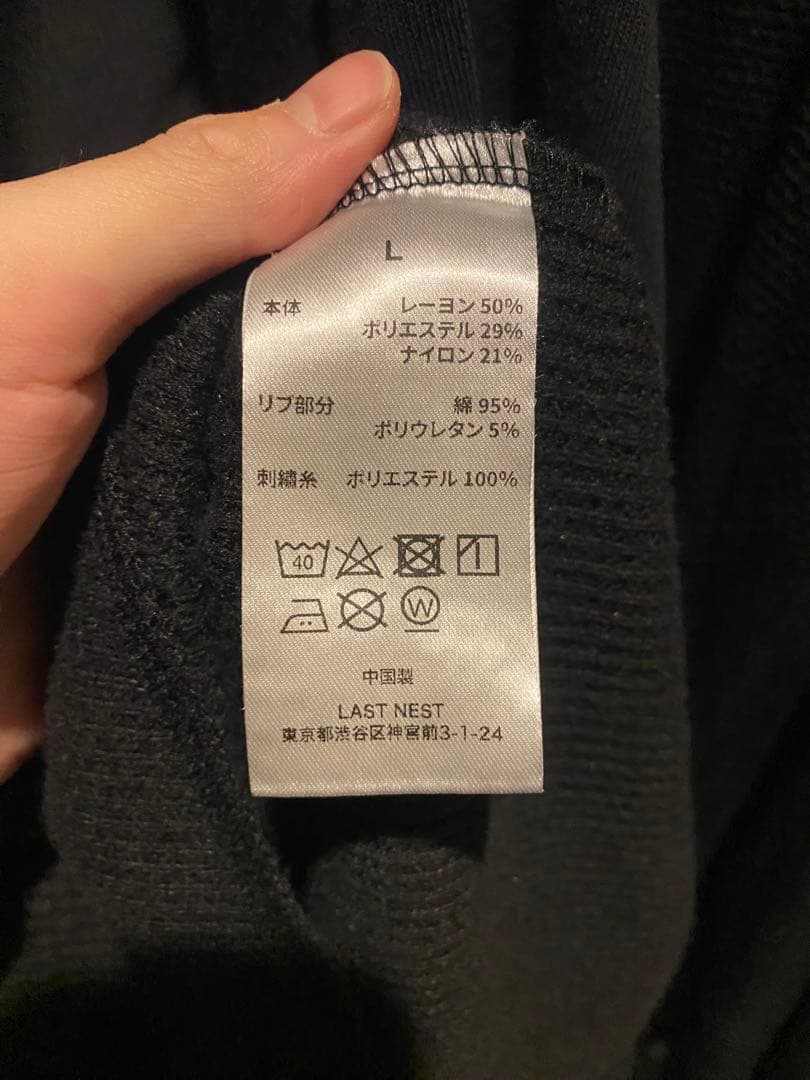 L
本体 レーヨン 50%
ポリエステル 29%
ナイロン 21%
リブ部分 綿 95%
ポリウレタン 5%
刺繍糸 ポリエステル 100%
40
W
中国製
LAST NEST
東京都渋谷区神宮前3-1-24